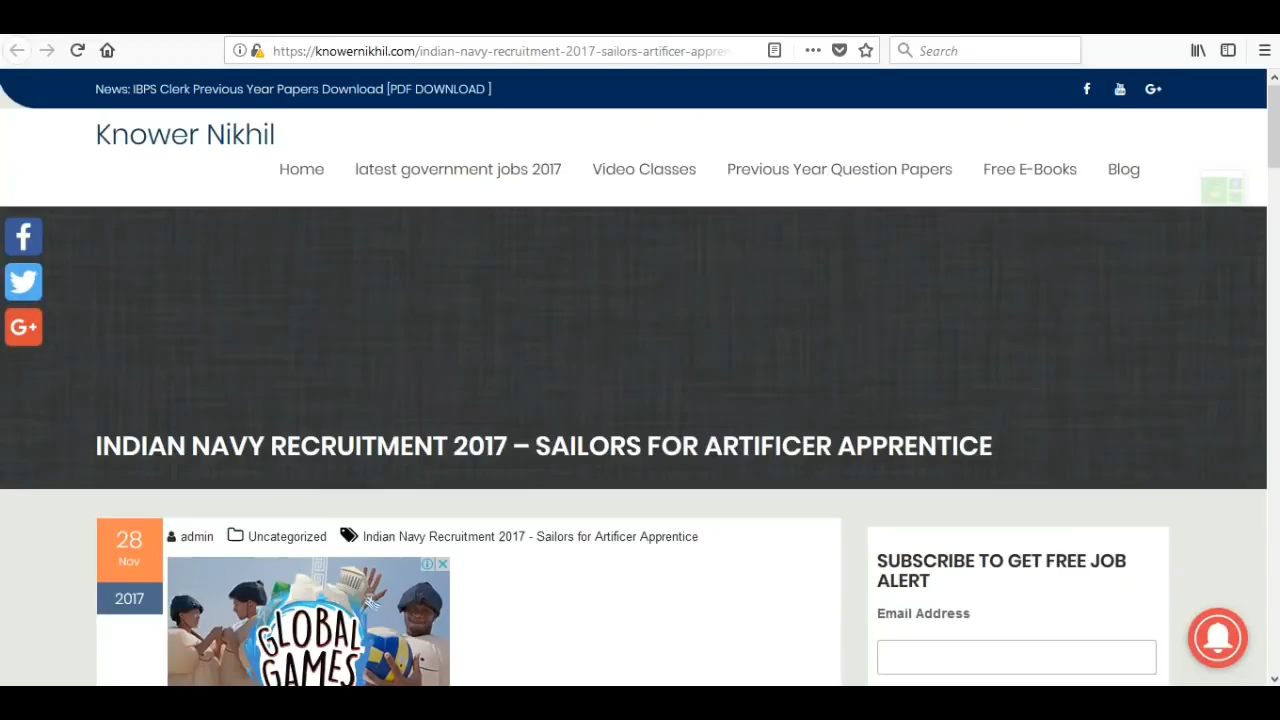 https://knowernikhil.com/indian-navy-recruitment-2017-sailors-artificer-appren
Search
News: IBPS Clerk Previous Year Papers Download [PDF DOWNLOAD ]
Knower Nikhil
Home latest government jobs 2017 Video Classes Previous Year Question Papers Free E-Books Blog
INDIAN NAVY RECRUITMENT 2017 – SAILORS FOR ARTIFICER APPRENTICE
28
Nov
2017
admin Uncategorized Indian Navy Recruitment 2017 - Sailors for Artificer Apprentice
GLOBAL
GAMES
SUBSCRIBE TO GET FREE JOB
ALERT
Email Address